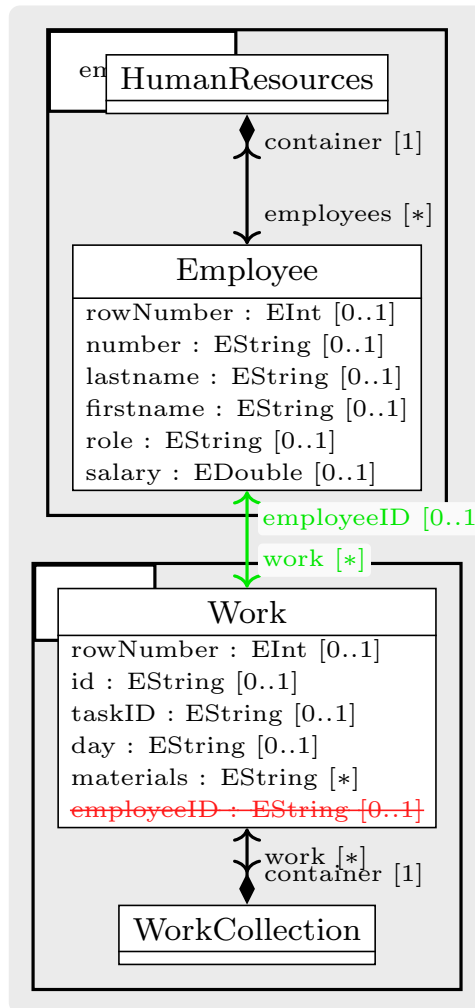 HumanResources
container [1]
employees [*]
Employee
rowNumber : EInt [0..1]
number : EString [0..1]
lastname : EString [0..1]
firstname : EString [0..1]
role : EString [0..1]
salary : EDouble [0..1]
employeeID [0..1
work [*]
Work
rowNumber : EInt [0..1]
id : EString [0..1]
taskID : EString [0..1]
day : EString [0..1]
materials : EString [*]
employeeID : EString [0..1]
work [*]
container [1]
WorkCollection